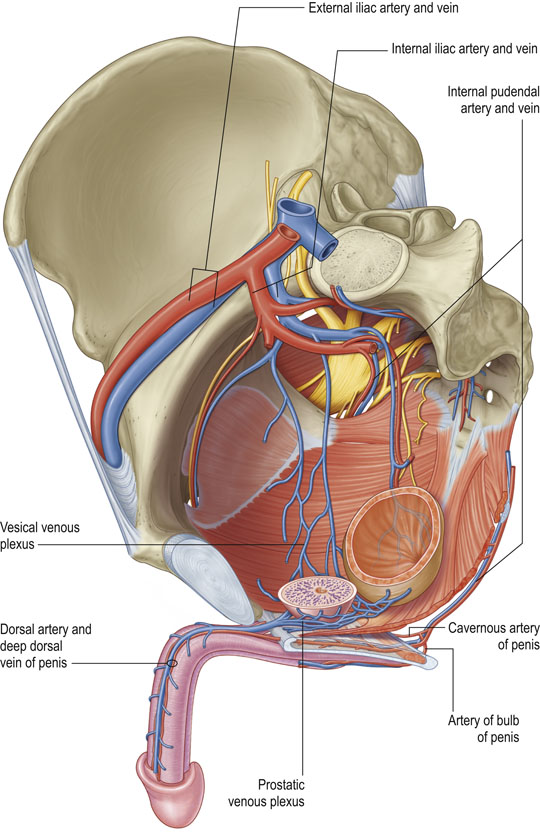 External iliac artery and vein
Internal iliac artery and vein
Internal pudendal
artery and vein
Vesical venous
plexus
Dorsal artery and
deep dorsal
vein of penis
Cavernous artery
of penis
Artery of bulb
of penis
Prostatic
venous plexus